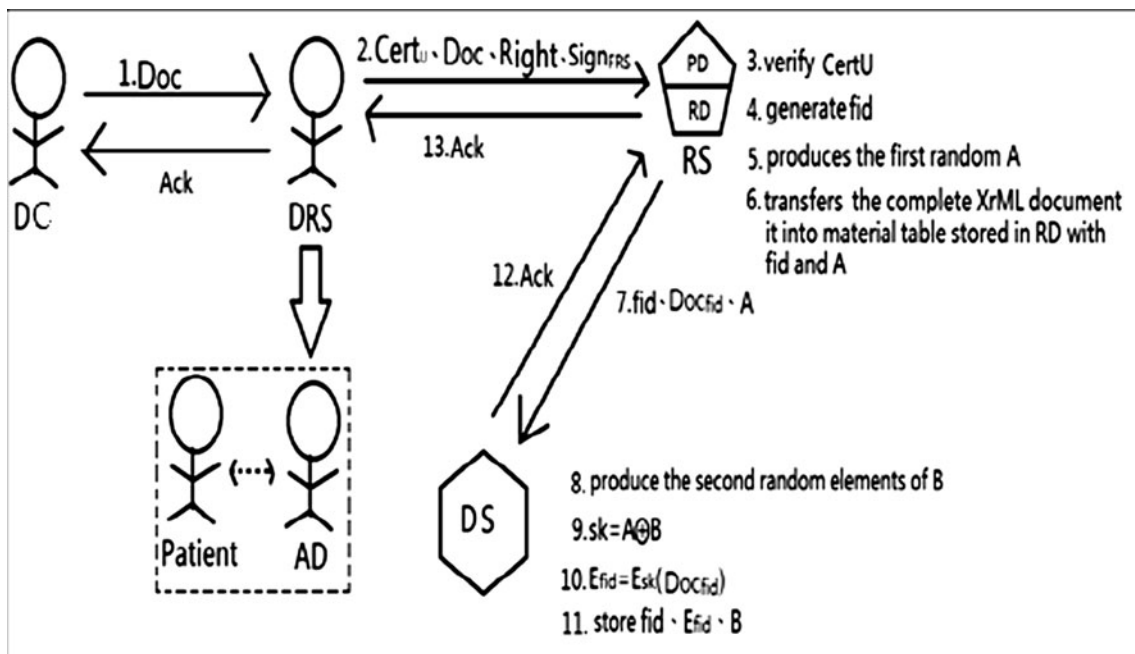 1.Doc
Ack
DC
DRS
2.CertU、Doc、Right、SignFRS
13.Ack
PD
RD
RS
3.verify CertU
4. generate fid
5. produces the first random A
6.transfers the complete XrML document
it into material table stored in RD with
fid and A
12.Ack
7.fid、Docfid、A
Patient
AD
DS
8. produce the second random elements of B
9.sk=A⊕B
10.Efid=Esk(Docfid)
11. store fid、Efid、B